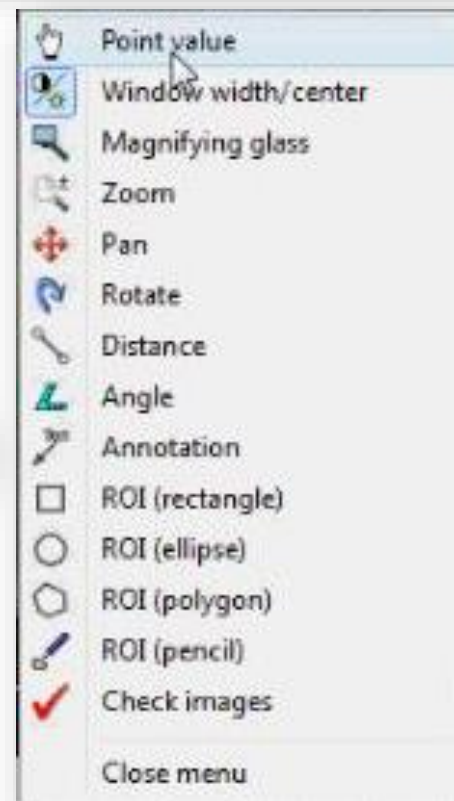 Point value
Window width/center
Magnifying glass
Zoom
Pan
Rotate
Distance
Angle
Annotation
ROI (rectangle)
ROI (ellipse)
ROI (polygon)
ROI (pencil)
Check images
Close menu